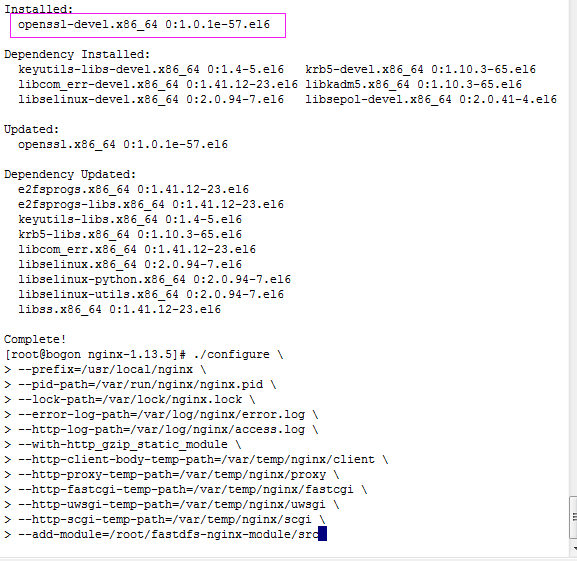 Installed:
openssl-devel.x86_64 0:1.0.1e-57.el6
Dependency Installed:
keyutils-libs-devel.x86_64 0:1.4-5.el6 krb5-devel.x86_64 0:1.10.3-65.el6
libcom_err-devel.x86_64 0:1.41.12-23.el6 libkadm5.x86_64 0:1.10.3-65.el6
libselinux-devel.x86_64 0:2.0.94-7.el6 libsepol-devel.x86_64 0:2.0.41-4.el6
Updated:
openssl.x86_64 0:1.0.1e-57.el6
Dependency Updated:
e2fsprogs.x86_64 0:1.41.12-23.el6
e2fsprogs-libs.x86_64 0:1.41.12-23.el6
keyutils-libs.x86_64 0:1.4-5.el6
krb5-libs.x86_64 0:1.10.3-65.el6
libcom_err.x86_64 0:1.41.12-23.el6
libselinux.x86_64 0:2.0.94-7.el6
libselinux-python.x86_64 0:2.0.94-7.el6
libselinux-utils.x86_64 0:2.0.94-7.el6
libss.x86_64 0:1.41.12-23.el6
Complete!
[root@bogon nginx-1.13.5]# ./configure \
> --prefix=/usr/local/nginx \
> --pid-path=/var/run/nginx/nginx.pid \
> --lock-path=/var/lock/nginx.lock \
> --error-log-path=/var/log/nginx/error.log \
> --http-log-path=/var/log/nginx/access.log \
> --with-http_gzip_static_module \
> --http-client-body-temp-path=/var/temp/nginx/client \
> --http-proxy-temp-path=/var/temp/nginx/proxy \
> --http-fastcgi-temp-path=/var/temp/nginx/fastcgi \
> --http-uwsgi-temp-path=/var/temp/nginx/uwsgi \
> --http-scgi-temp-path=/var/temp/nginx/scgi \
> --add-module=/root/fastdfs-nginx-module/src